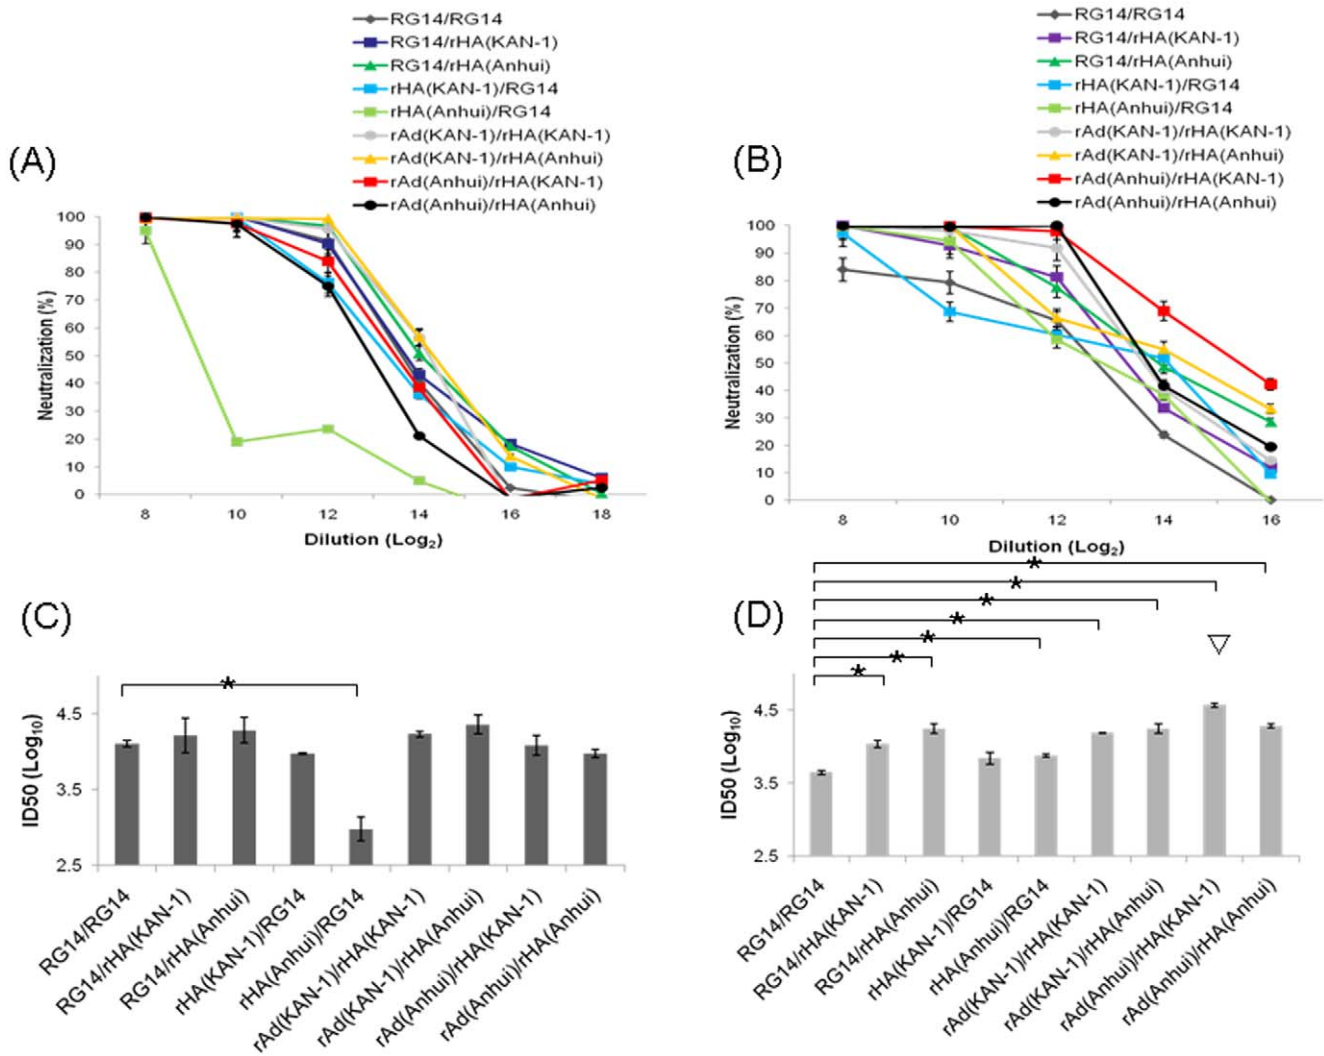 RG14/RG14
RG14/rHA(KAN-1)
RG14/rHA(Anhui)
rHA(KAN-1)/RG14
rHA(Anhui)/RG14
rAd(KAN-1)/rHA(KAN-1)
rAd(KAN-1)/rHA(Anhui)
rAd(Anhui)/rHA(KAN-1)
rAd(Anhui)/rHA(Anhui)
(A)
Neutralization (%)
100
90
80
70
60
50
40
30
20
10
0
8 10 12 14 16 18
Dilution (Log2)
RG14/RG14
RG14/rHA(KAN-1)
RG14/rHA(Anhui)
rHA(KAN-1)/RG14
rHA(Anhui)/RG14
rAd(KAN-1)/rHA(KAN-1)
rAd(KAN-1)/rHA(Anhui)
rAd(Anhui)/rHA(KAN-1)
rAd(Anhui)/rHA(Anhui)
(B)
Neutralization (%)
100
90
80
70
60
50
40
30
20
10
0
8 10 12 14 16
Dilution (Log2)
(C)
*
ID50 (Log10)
4.5
3.5
2.5
RG14/RG14
RG14/rHA(KAN-1)
RG14/rHA(Anhui)
rHA(KAN-1)/RG14
rHA(Anhui)/RG14
rAd(KAN-1)/rHA(KAN-1)
rAd(KAN-1)/rHA(Anhui)
rAd(Anhui)/rHA(KAN-1)
rAd(Anhui)/rHA(Anhui)
(D)
*
*
*
*
*
*
*
ID50 (Log10)
4.5
3.5
2.5
RG14/RG14
RG14/rHA(KAN-1)
RG14/rHA(Anhui)
rHA(KAN-1)/RG14
rHA(Anhui)/RG14
rAd(KAN-1)/rHA(KAN-1)
rAd(KAN-1)/rHA(Anhui)
rAd(Anhui)/rHA(KAN-1)
rAd(Anhui)/rHA(Anhui)